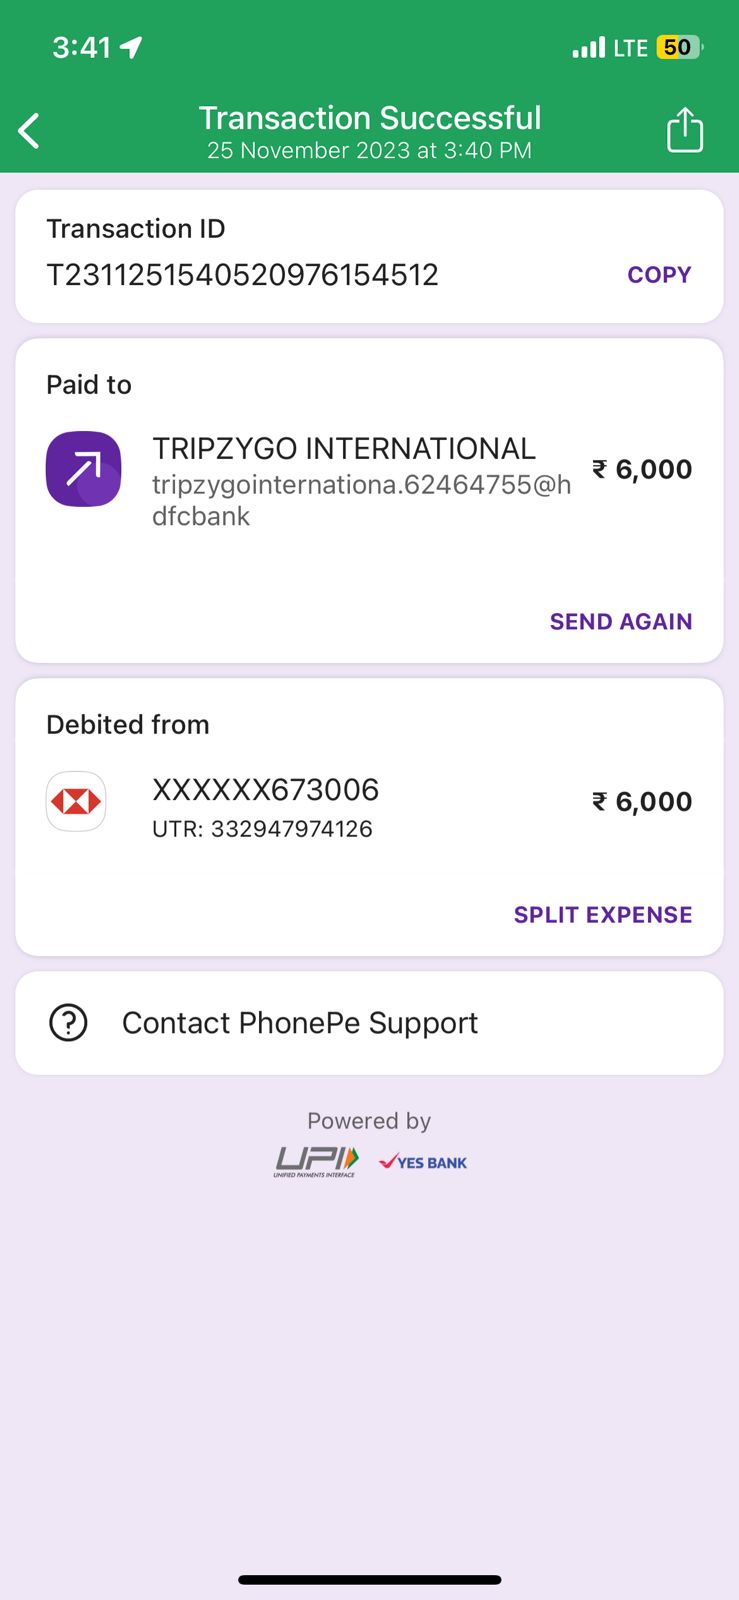 3:41
LTE 50
Transaction Successful
25 November 2023 at 3:40 PM
Transaction ID
T2311251540520976154512
COPY
Paid to
TRIPZYGO INTERNATIONAL
tripzygointernationa.62464755@h
dfcbank
₹ 6,000
SEND AGAIN
Debited from
XXXXXX673006
UTR: 332947974126
₹ 6,000
SPLIT EXPENSE
Contact PhonePe Support
Powered by
UPI
UNIFIED PAYMENTS INTERFACE
YES BANK